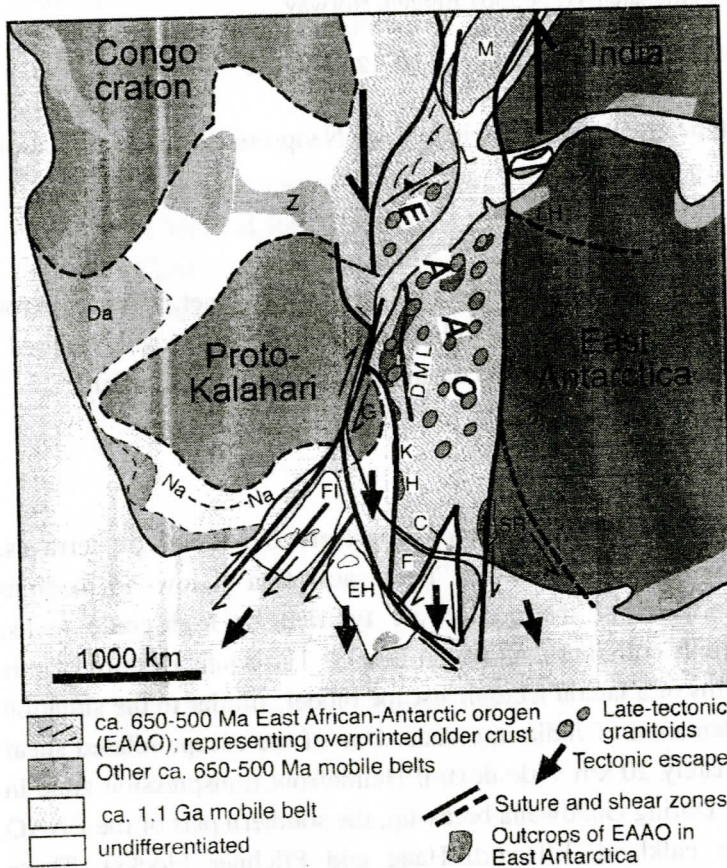 Congo
craton
India
M
L
Z
E
LH
A
Da
A
Proto-
Kalahari
DML
O
East
Antarctica
G
K
Na
Na
FI
H
C
SR
F
EH
1000 km
ca. 650-500 Ma East African-Antarctic orogen
(EAAO); representing overprinted older crust
Other ca. 650-500 Ma mobile belts
ca. 1.1 Ga mobile belt
undifferentiated
Late-tectonic
granitoids
Tectonic escape
Suture and shear zones
Outcrops of EAAO in
East Antarctica